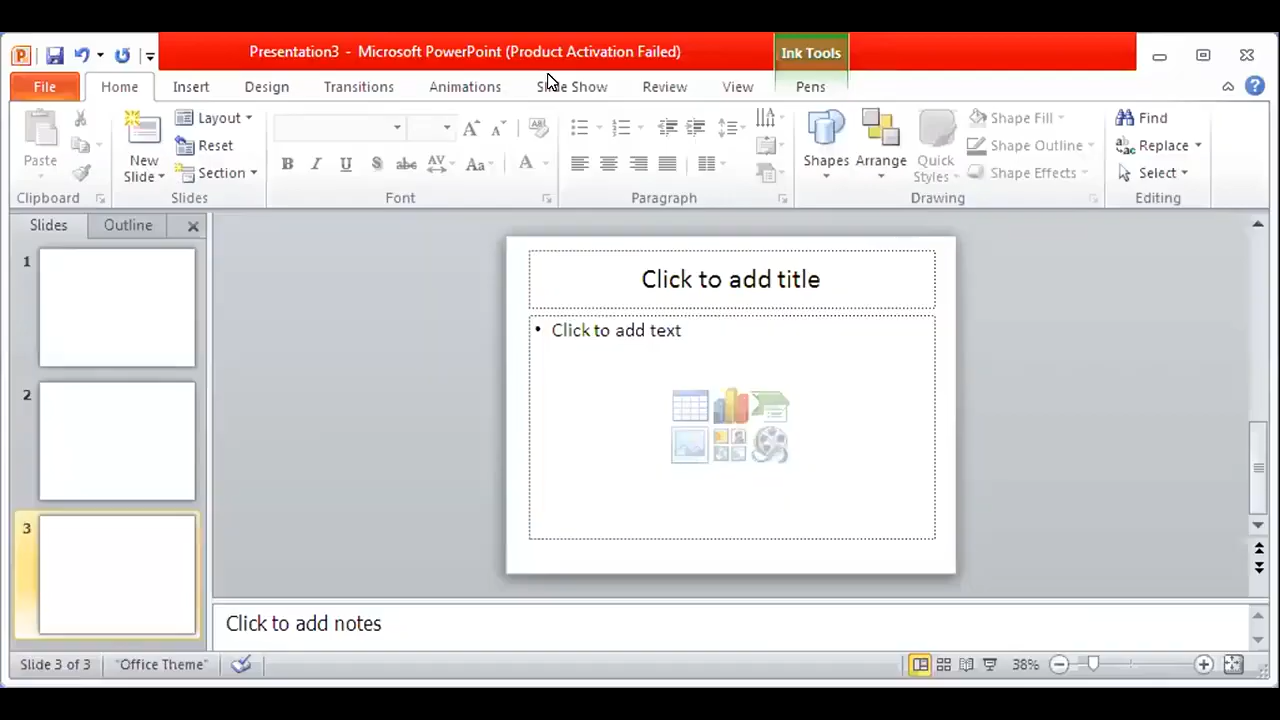 Presentation3 - Microsoft PowerPoint (Product Activation Failed)
Ink Tools
File Home Insert Design Transitions Animations Slide Show Review View Pens
Paste
Clipboard
New Slide
Layout
Reset
Section
Slides
B I U S abc AV Aa A
Font
Paragraph
Shapes
Arrange
Quick Styles
Shape Fill
Shape Outline
Shape Effects
Drawing
Find
Replace
Select
Editing
Slides Outline
1
2
3
Click to add title
• Click to add text
Click to add notes
Slide 3 of 3 "Office Theme" 38%